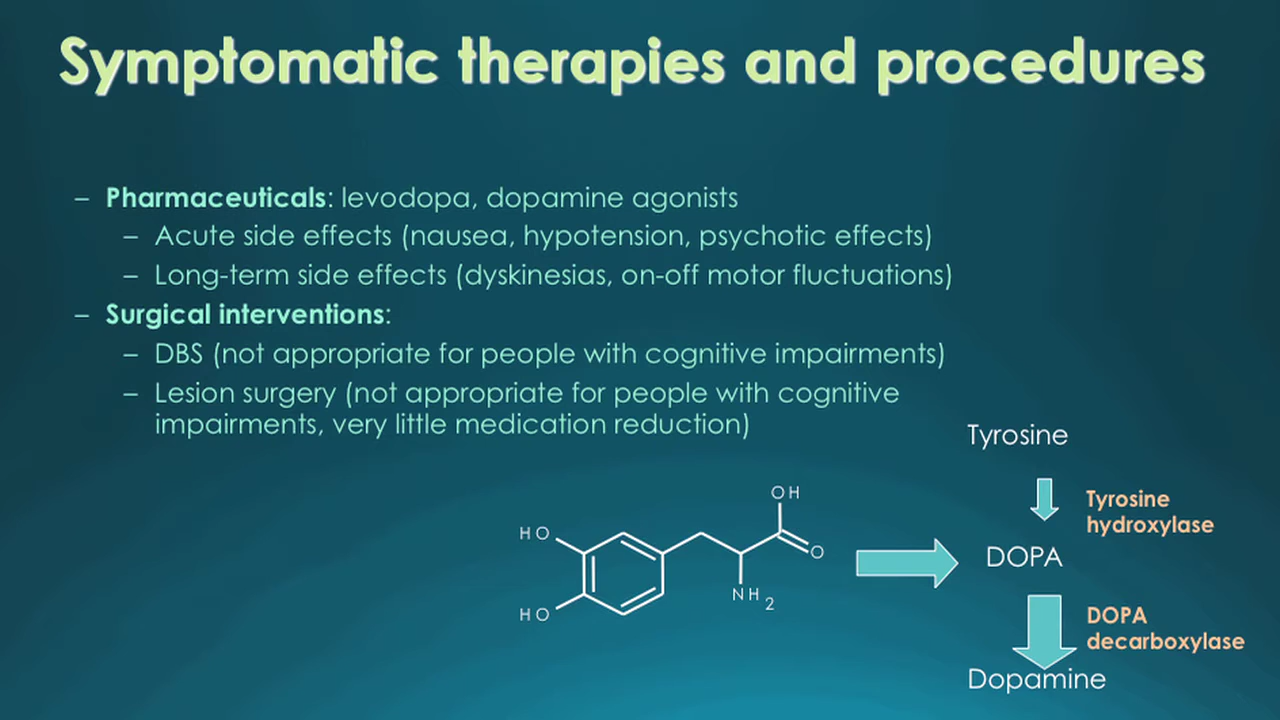 Symptomatic therapies and procedures
– Pharmaceuticals: levodopa, dopamine agonists
– Acute side effects (nausea, hypotension, psychotic effects)
– Long-term side effects (dyskinesias, on-off motor fluctuations)
– Surgical interventions:
– DBS (not appropriate for people with cognitive impairments)
– Lesion surgery (not appropriate for people with cognitive
impairments, very little medication reduction)
Tyrosine
Tyrosine
hydroxylase
DOPA
DOPA
decarboxylase
Dopamine
OH
HO
O
NH2
HO